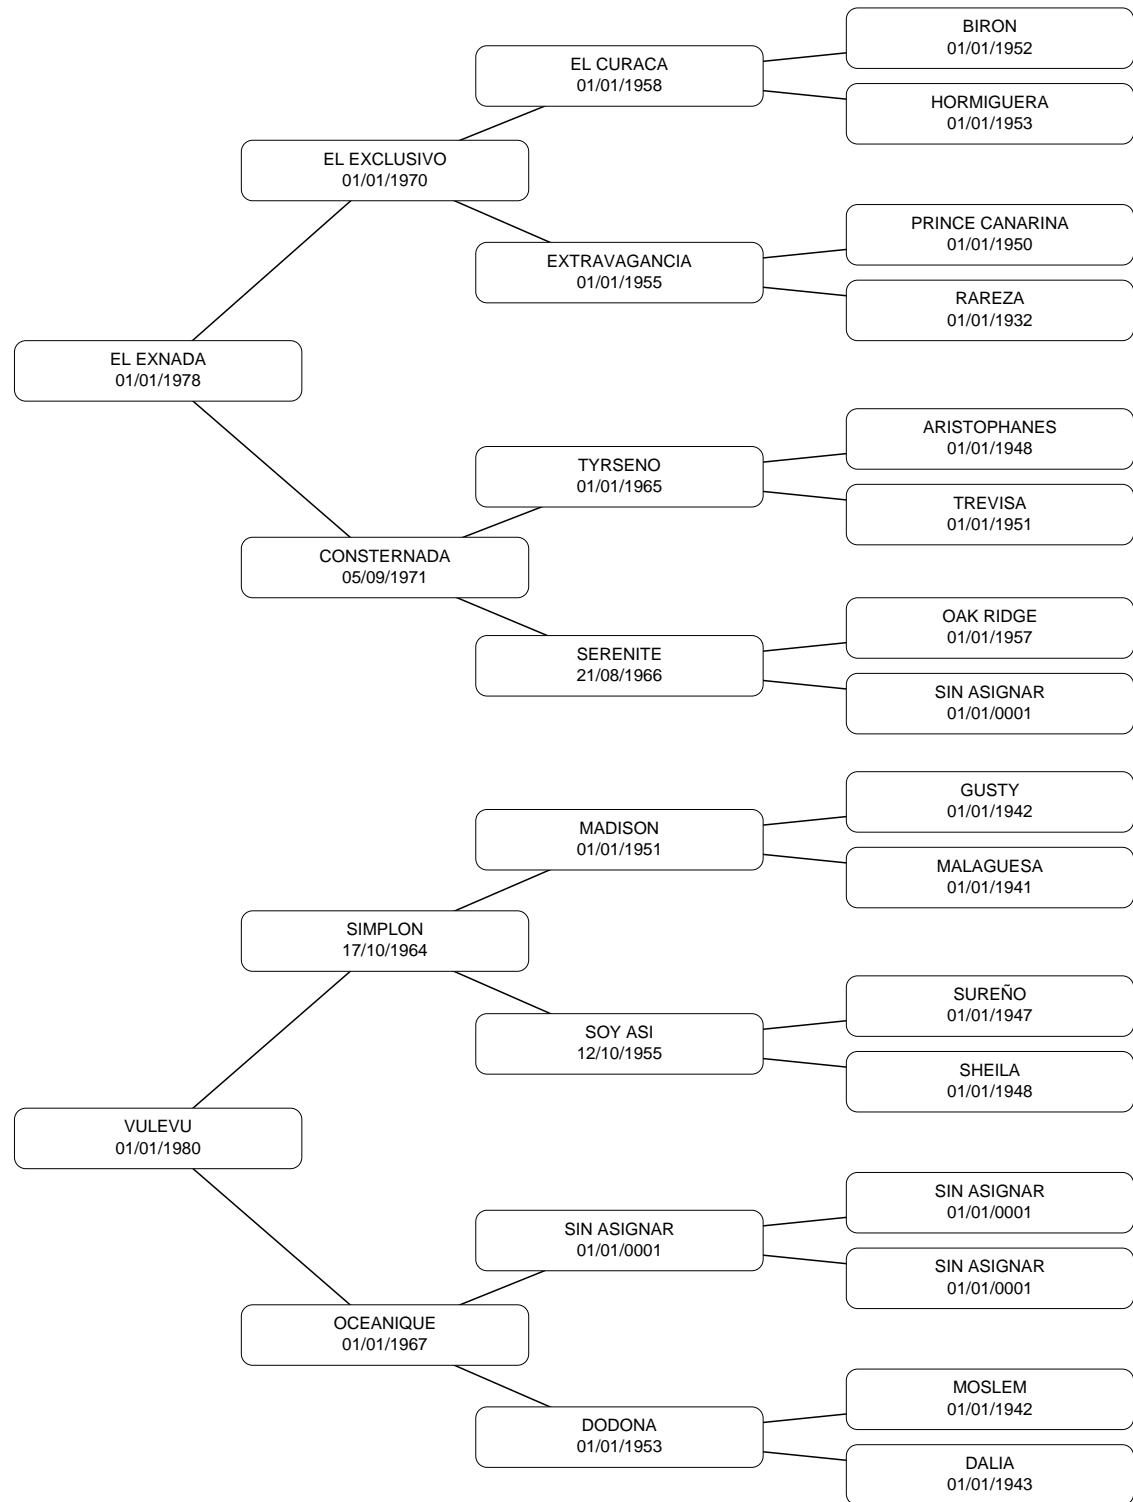 BIRON
01/01/1952
EL CURACA
01/01/1958
HORMIGUERA
01/01/1953
EL EXCLUSIVO
01/01/1970
PRINCE CANARINA
01/01/1950
EXTRAVAGANCIA
01/01/1955
RAREZA
01/01/1932
EL EXNADA
01/01/1978
ARISTOPHANES
01/01/1948
TYRSENO
01/01/1965
TREVISA
01/01/1951
CONSTERNADA
05/09/1971
OAK RIDGE
01/01/1957
SERENITE
21/08/1966
SIN ASIGNAR
01/01/0001
GUSTY
01/01/1942
MADISON
01/01/1951
MALAGUESA
01/01/1941
SIMPLON
17/10/1964
SUREÑO
01/01/1947
SOY ASI
12/10/1955
SHEILA
01/01/1948
VULEVU
01/01/1980
SIN ASIGNAR
01/01/0001
SIN ASIGNAR
01/01/0001
SIN ASIGNAR
01/01/0001
OCEANIQUE
01/01/1967
MOSLEM
01/01/1942
DODONA
01/01/1953
DALIA
01/01/1943